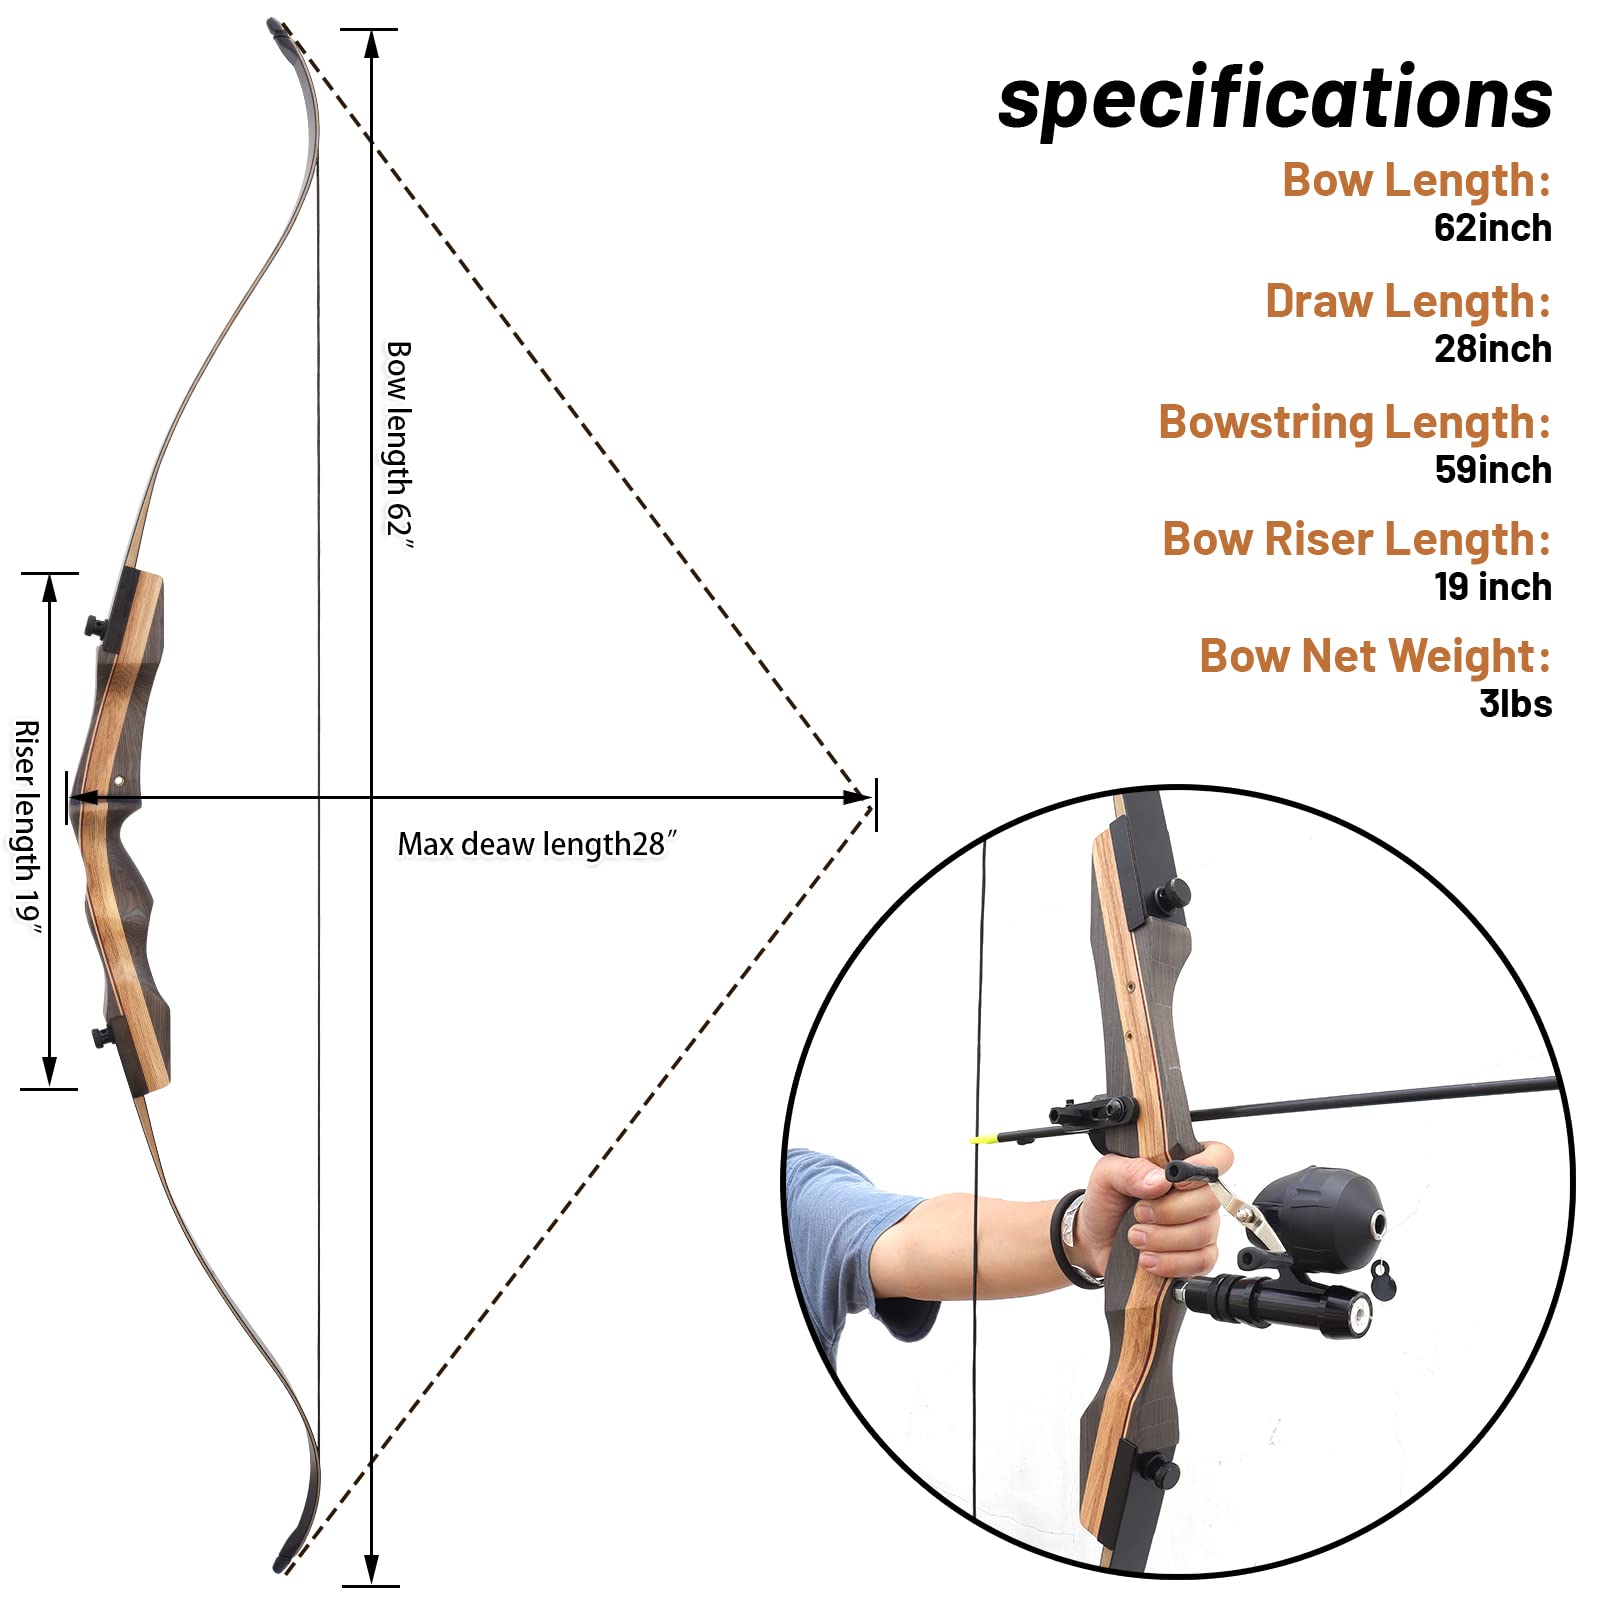 specifications
Bow Length:
62inch
Draw Length:
28inch
Bowstring Length:
59inch
Bow Riser Length:
19 inch
Bow Net Weight:
3lbs
Bow length 62″
Max deaw length28″
Riser length 19″